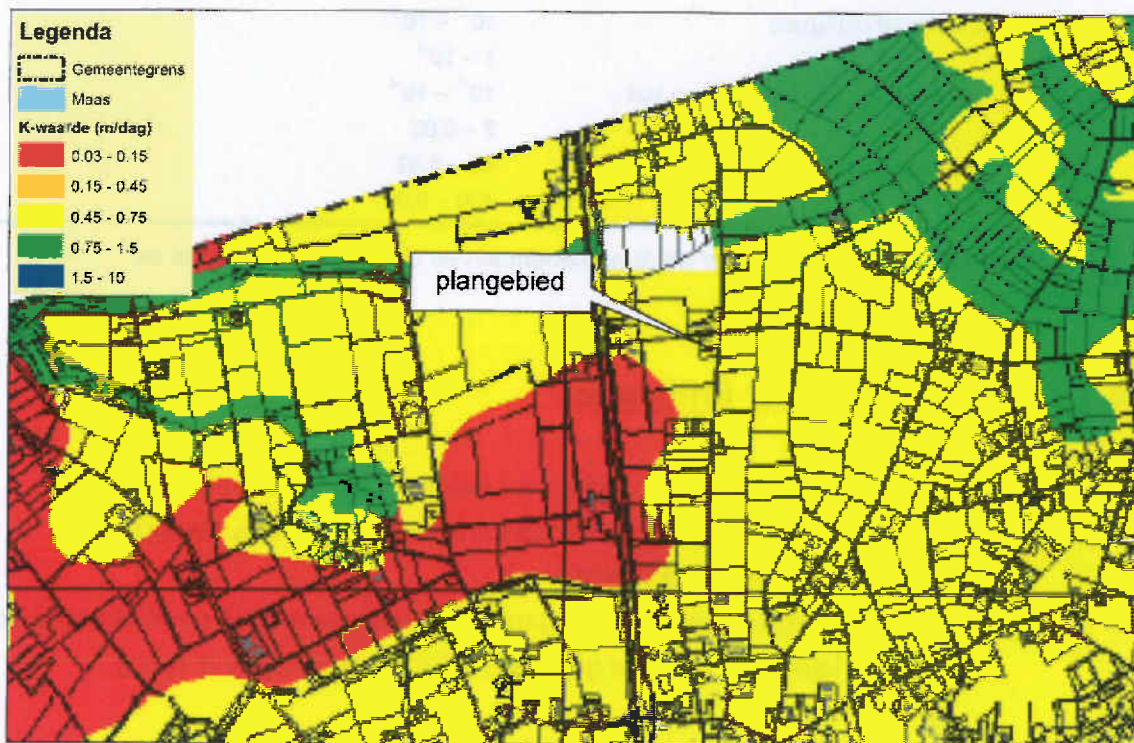 Legenda
Gemeentegrens
Maas
K-waarde (m/dag)
0.03 - 0.15
0.15 - 0.45
0.45 - 0.75
0.75 - 1.5
1.5 - 10
plangebied